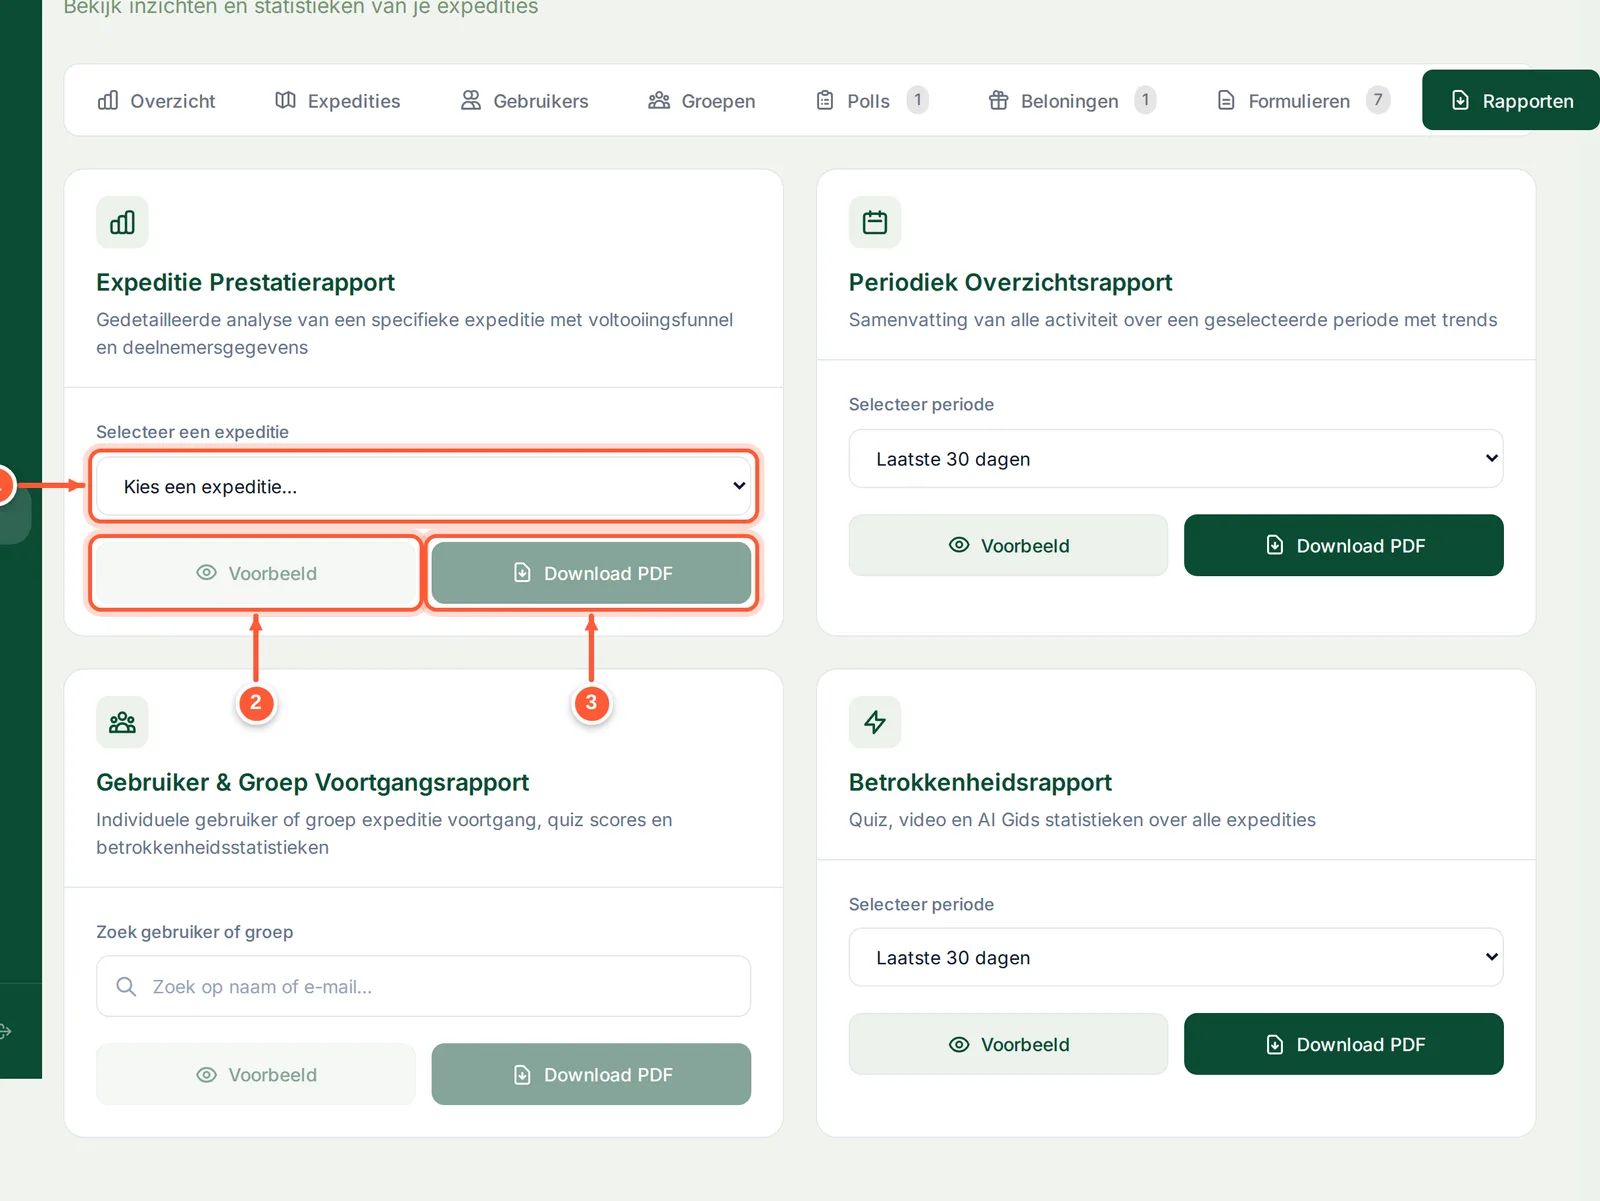 Bekijk inzichten en statistieken van je expedities
Overzicht
Expedities
Gebruikers
Groepen
Polls 1
Beloningen 1
Formulieren 7
Rapporten
Expeditie Prestatierapport
Gedetailleerde analyse van een specifieke expeditie met voltooiingsfunnel
en deelnemersgegevens
Selecteer een expeditie
Kies een expeditie...
Voorbeeld
Download PDF
2
3
Periodiek Overzichtsrapport
Samenvatting van alle activiteit over een geselecteerde periode met trends
Selecteer periode
Laatste 30 dagen
Voorbeeld
Download PDF
Gebruiker & Groep Voortgangsrapport
Individuele gebruiker of groep expeditie voortgang, quiz scores en
betrokkenheidsstatistieken
Zoek gebruiker of groep
Zoek op naam of e-mail...
Voorbeeld
Download PDF
Betrokkenheidsrapport
Quiz, video en AI Gids statistieken over alle expedities
Selecteer periode
Laatste 30 dagen
Voorbeeld
Download PDF